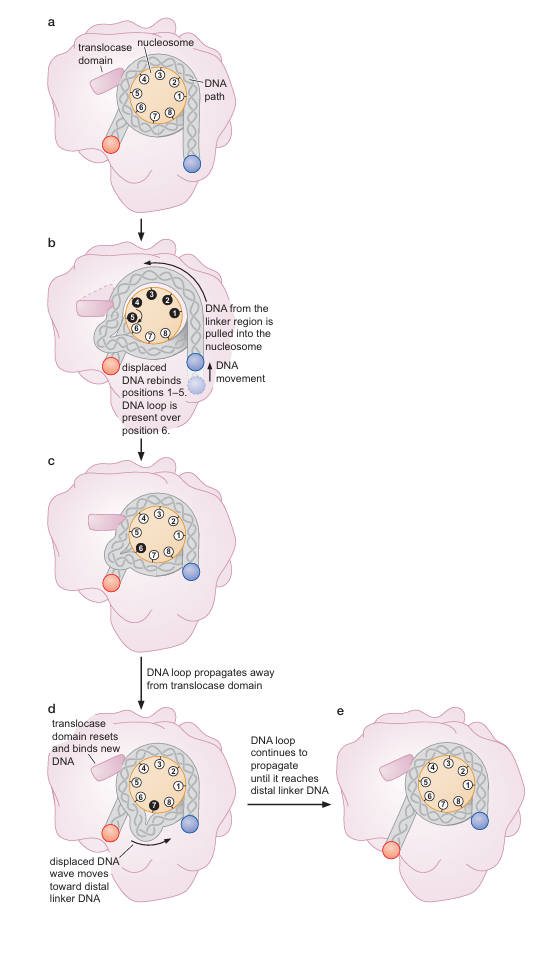 a
translocase
domain
nucleosome
DNA
path
1
2
3
4
5
6
7
8
b
1
2
3
4
5
6
7
8
DNA from the
linker region is
pulled into the
nucleosome
DNA
movement
displaced
DNA rebinds
positions 1–5.
DNA loop is
present over
position 6.
c
1
2
3
4
5
6
7
8
DNA loop propagates away
from translocase domain
d
translocase
domain resets
and binds new
DNA
1
2
3
4
5
6
7
8
displaced DNA
wave moves
toward distal
linker DNA
DNA loop
continues to
propagate
until it reaches
distal linker DNA
e
1
2
3
4
5
6
7
8